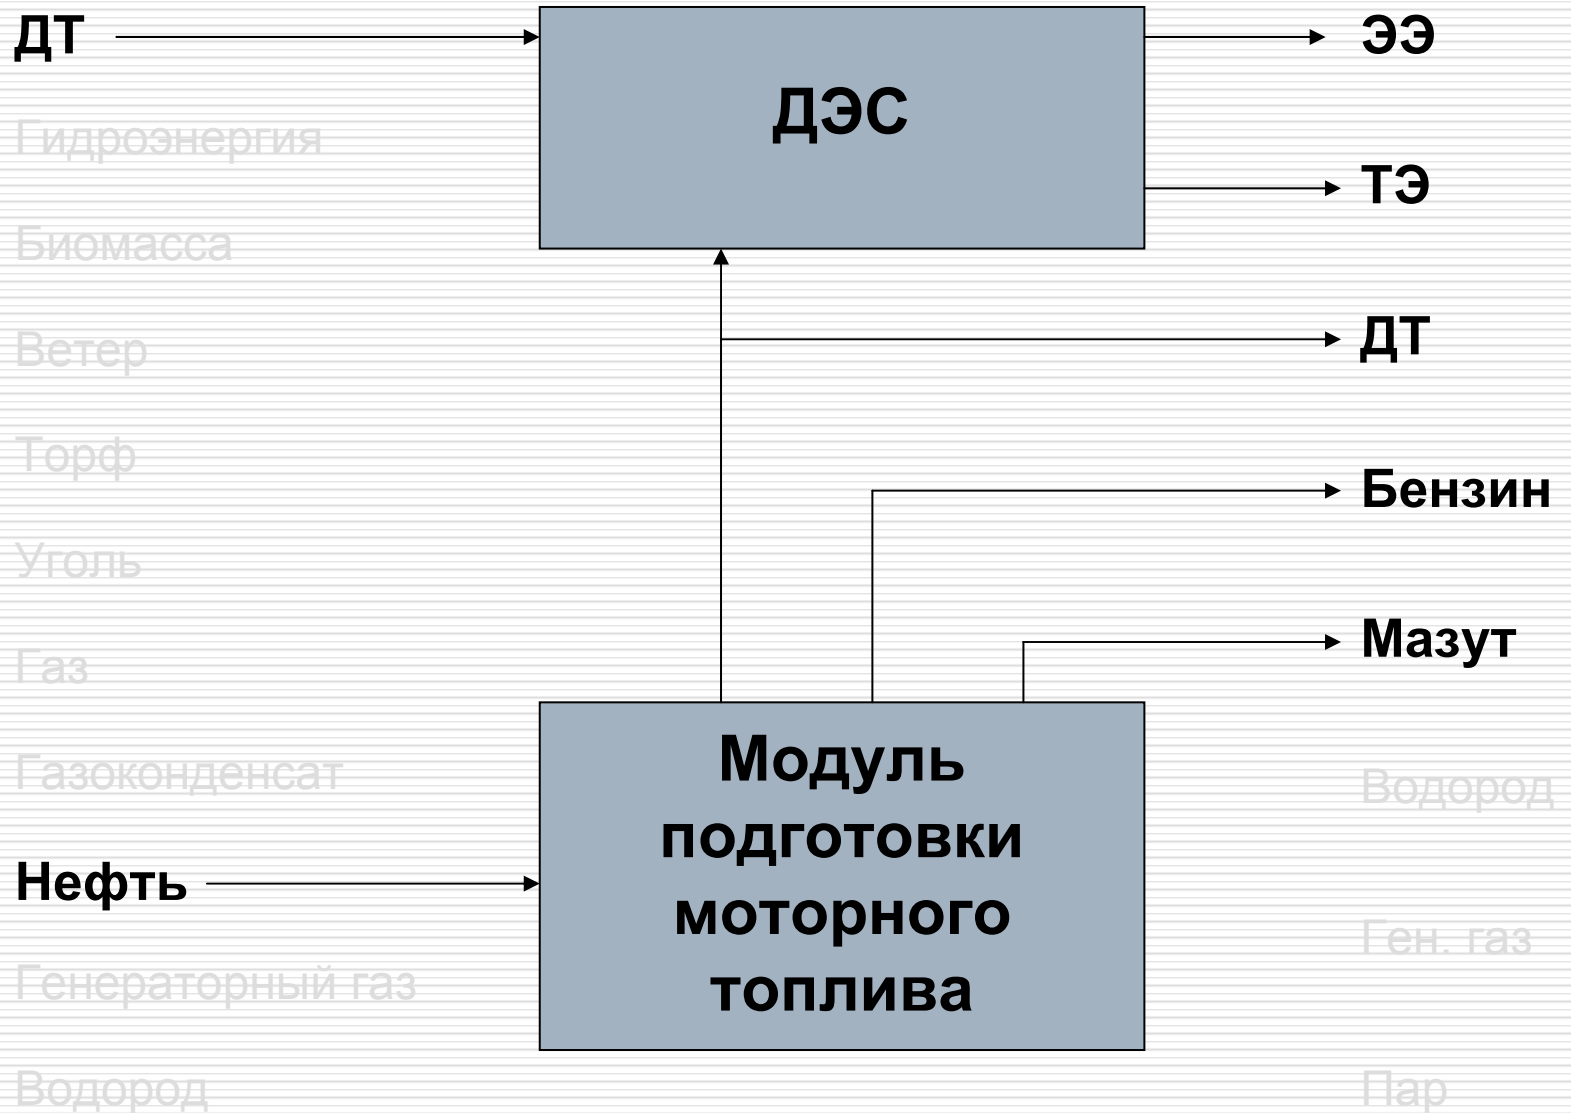 ДТ
ДЭС
ЭЭ
Гидроэнергия
ТЭ
Биомасса
Ветер
ДТ
Торф
Бензин
Уголь
Мазут
Газ
Модуль
подготовки
моторного
топлива
Газоконденсат
Водород
Нефть
Ген. газ
Генераторный газ
Водород
Пар